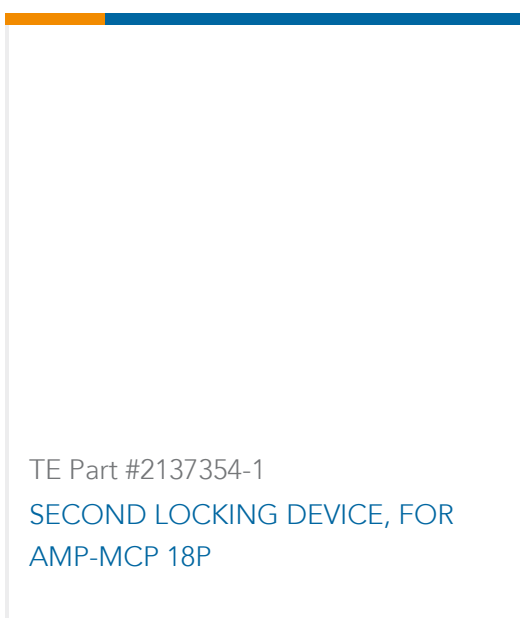 TE Part #2137354-1
SECOND LOCKING DEVICE, FOR
AMP-MCP 18P